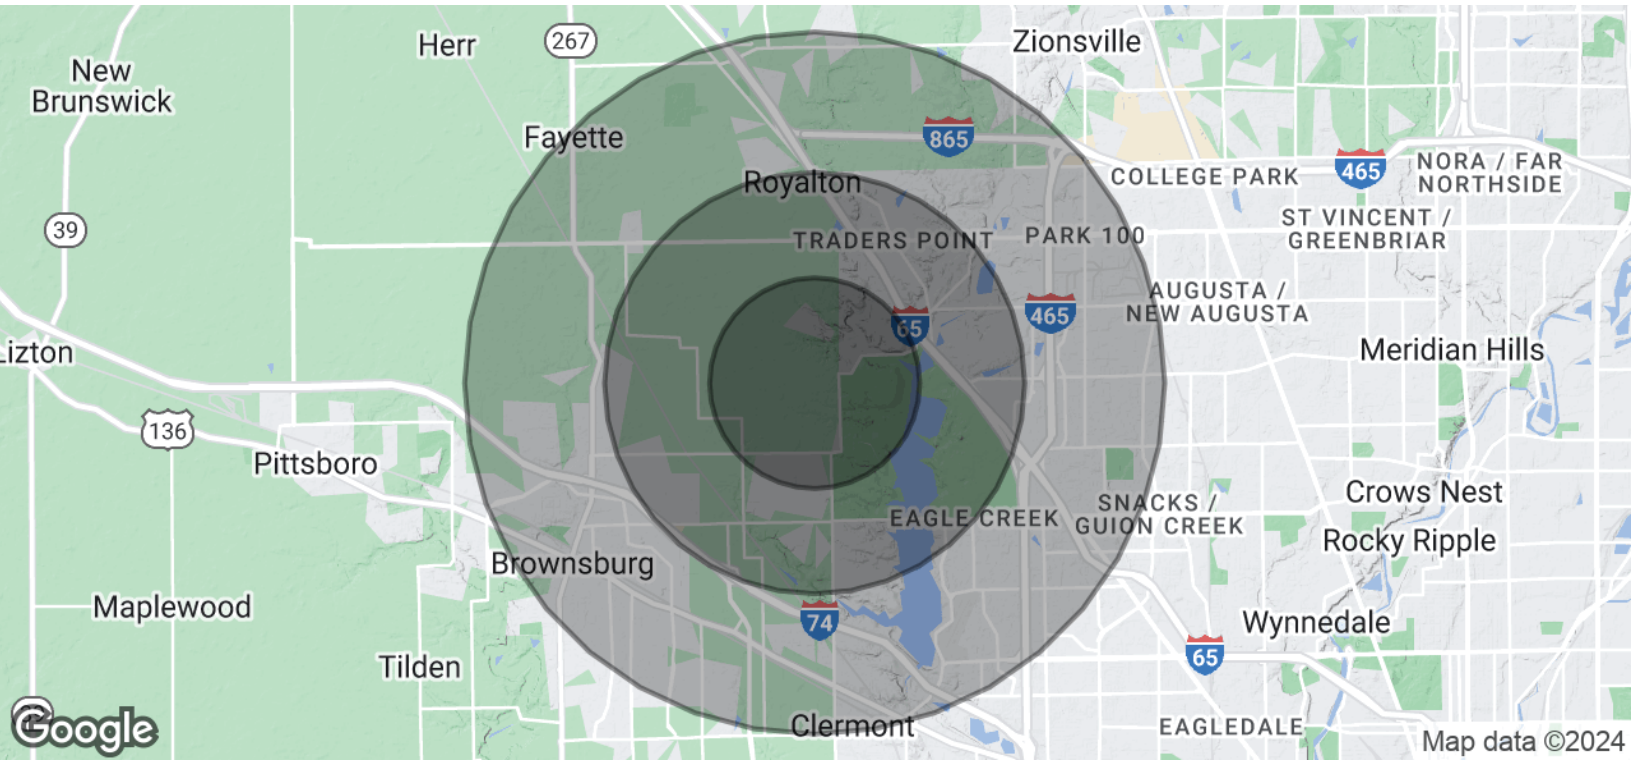 Herr
267
Zionsville
New
Brunswick
Fayette
865
465
NORA / FAR
NORTHSIDE
COLLEGE PARK
Royalton
39
TRADERS POINT
PARK 100
ST VINCENT /
GREENBRIAR
AUGUSTA /
NEW AUGUSTA
65
465
Lizton
Meridian Hills
136
Pittsboro
Crows Nest
EAGLE CREEK
SNACKS /
GUION CREEK
Rocky Ripple
Brownsburg
Maplewood
74
Wynnedale
65
Tilden
Clermont
EAGLEDALE
Google
Map data ©2024